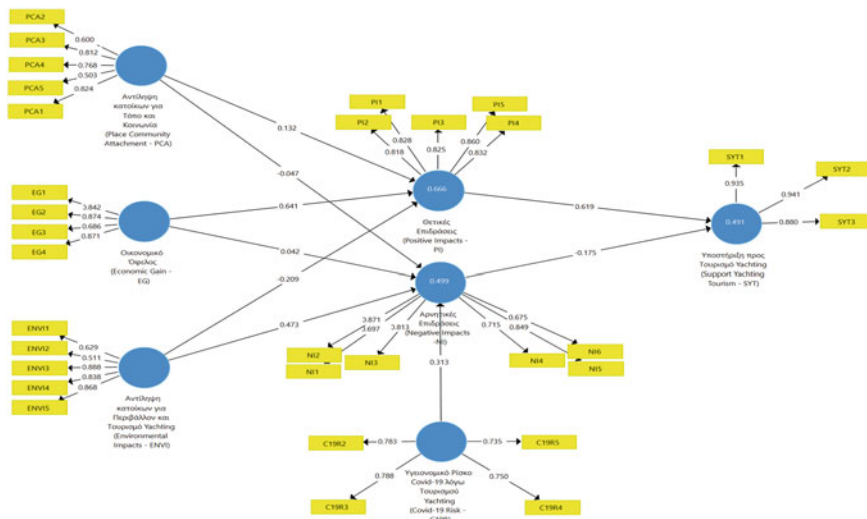 PCA2
PCA3
PCA4
PCA5
PCA1
0.600
0.812
0.768
0.503
0.824
Αντίληψη
κατοίκων για
Τόπο και
Κοινωνία
(Place Community
Attachment - PCA)
0.132
-0.047
EG1
EG2
EG3
EG4
3.842
0.874
0.686
0.871
Οικονομικό
Όφελος
(Economic Gain -
EG)
0.641
0.042
ENVI1
ENVI2
ENVI3
ENVI4
ENVI5
0.629
0.511
0.888
0.838
0.868
Αντίληψη
κατοίκων για
Περιβάλλον και
Τουρισμό Yachting
(Environmental
Impacts - ENVI)
-0.209
0.473
PI1
PI2
PI3
PI5
PI4
0.828
0.818
0.825
0.860
0.832
0.666
Θετικές
Επιδράσεις
(Positive Impacts -
PI)
0.619
0.499
Αρνητικές
Επιδράσεις
(Negative Impacts
-NI)
-0.175
NI2
NI1
NI3
NI4
NI6
NI5
0.871
0.697
0.813
0.715
0.675
0.849
0.313
C19R2
C19R3
C19R5
C19R4
0.783
0.788
0.735
0.750
Υγειονομικό Ρίσκο
Covid-19 λόγω
Τουρισμού
Yachting
(Covid-19 Risk -
SYT1
SYT2
SYT3
0.935
0.941
0.880
0.491
Υποστήριξη προς
Τουρισμό Yachting
(Support Yachting
Tourism - SYT)